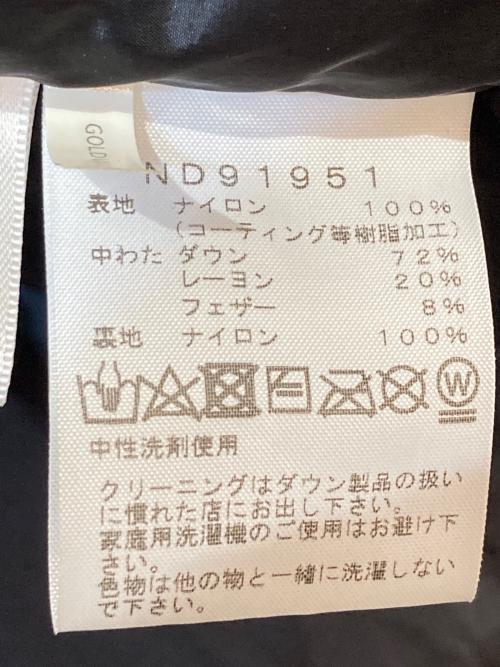 GOLD
ND91951
表地 ナイロン 100%
(コーティング等樹脂加工)
中わた ダウン 72%
レーヨン 20%
フェザー 8%
裏地 ナイロン 100%
W
中性洗剤使用
クリーニングはダウン製品の扱い
に慣れた店にお出し下さい。
家庭用洗濯機のご使用はお避け下
さい。
色物は他の物と一緒に洗濯しない
で下さい。